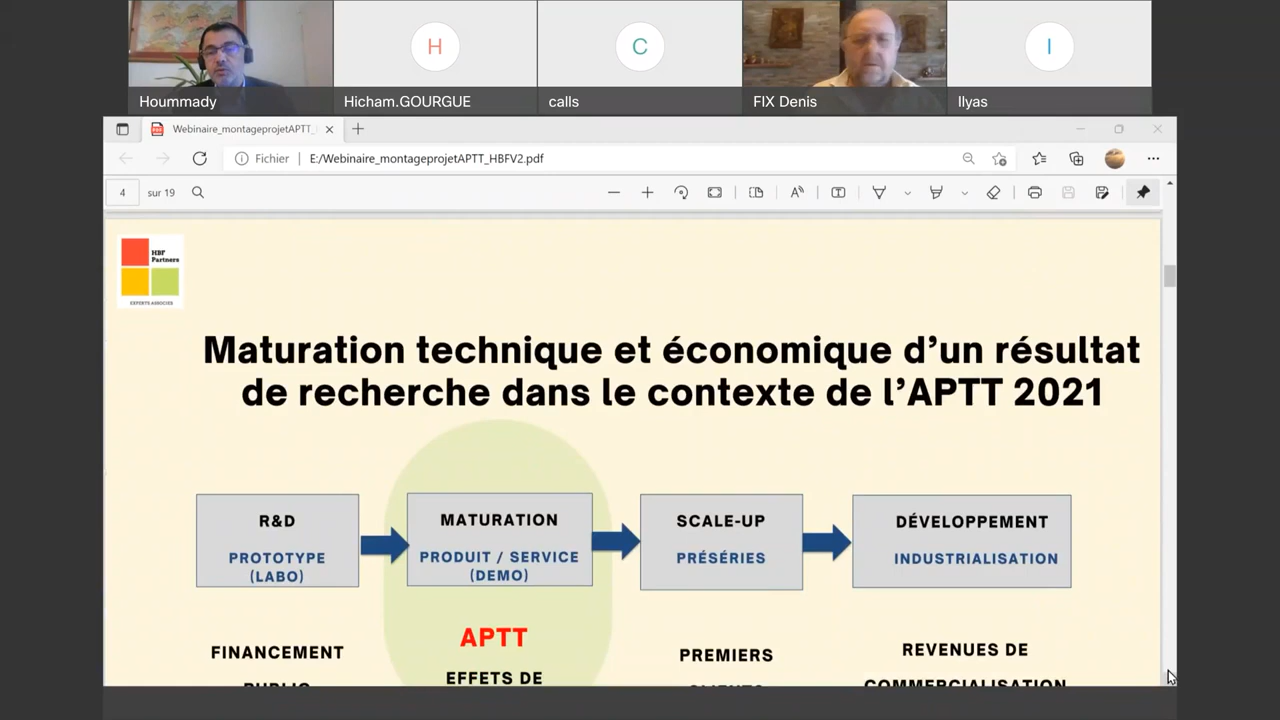 H
C
I
Hoummady
Hicham.GOURGUE
calls
FIX Denis
Ilyas
Webinaire_montageprojetAPTT_
Fichier
E:/Webinaire_montageprojetAPTT_HBFV2.pdf
4
sur 19
HBF
Partners
EXPERTS ASSOCIÉS
Maturation technique et économique d’un résultat
de recherche dans le contexte de l’APTT 2021
R&D
PROTOTYPE
(LABO)
MATURATION
PRODUIT / SERVICE
(DEMO)
SCALE-UP
PRÉSÉRIES
DÉVELOPPEMENT
INDUSTRIALISATION
FINANCEMENT
PUBLIC
APTT
EFFETS DE
PREMIERS
CLIENTS
REVENUES DE
COMMERCIALISATION